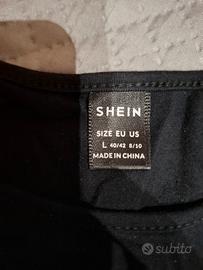 SHEIN
SIZE EU US
L 40/42 8/10
MADE IN CHINA
subito